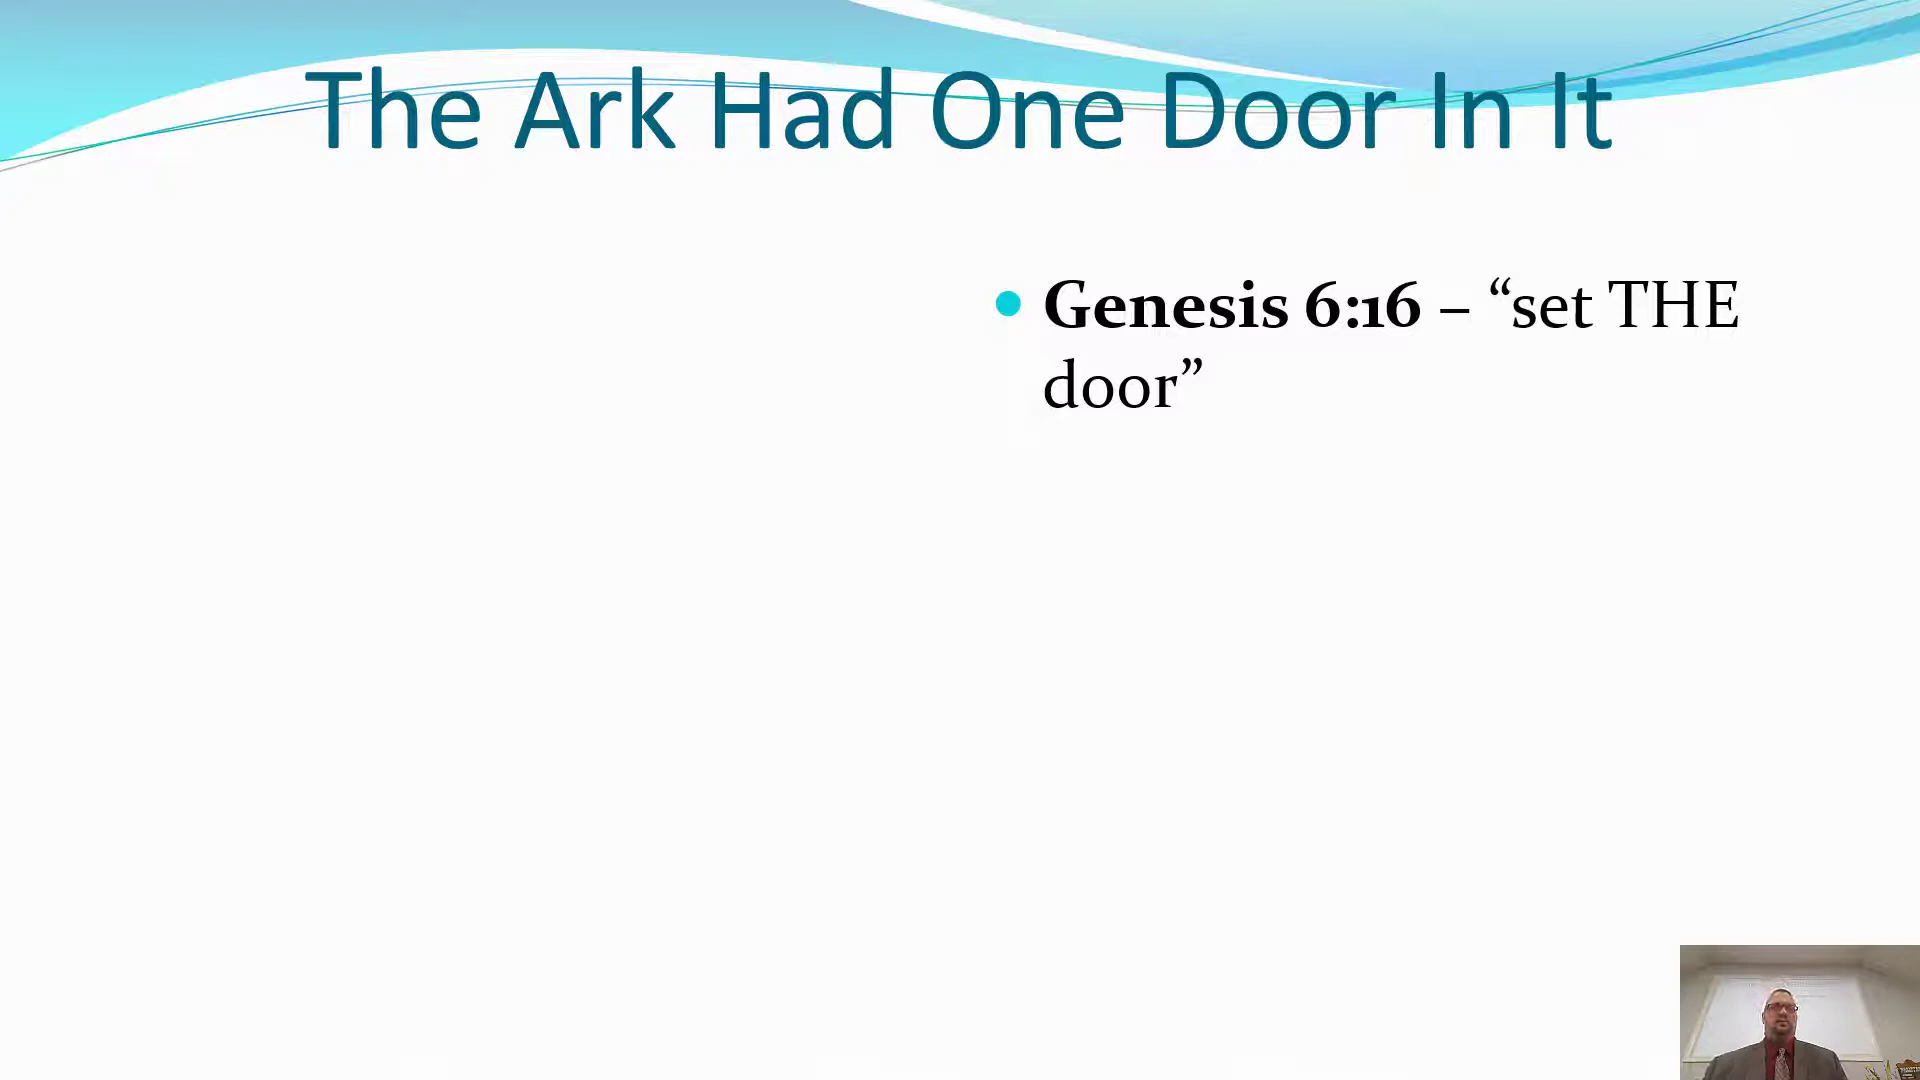 The Ark Had One Door In It
• Genesis 6:16 – “set THE
door”